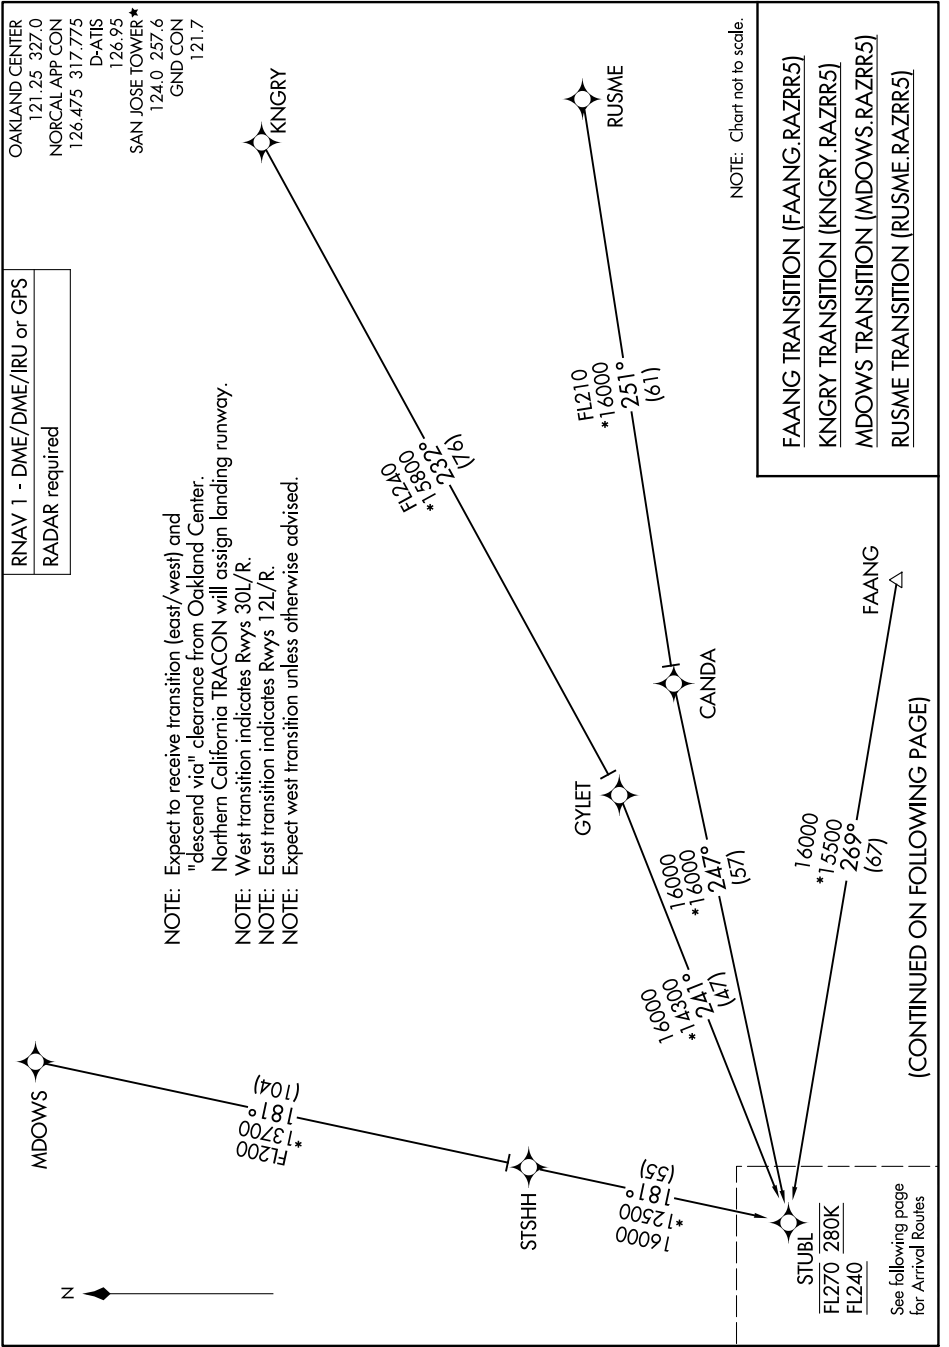 OAKLAND CENTER
121.25 327.0
NORCAL APP CON
126.475 317.775
D-ATIS
126.95
SAN JOSE TOWER★
124.0 257.6
GND CON
121.7
RNAV 1 - DME/DME/IRU or GPS
RADAR required
N
NOTE: Expect to receive transition (east/west) and
"descend via" clearance from Oakland Center.
Northern California TRACON will assign landing runway.
NOTE: West transition indicates Rwys 30L/R.
NOTE: East transition indicates Rwys 12L/R.
NOTE: Expect west transition unless otherwise advised.
MDOWS
FL200
*13700
181°
(104)
STSHH
16000
*12500
181°
(55)
KNGRY
FL240
*15800
232°
(76)
GYLET
16000
*14300
241°
(47)
RUSME
FL210
*16000
251°
(61)
CANDA
16000
*16000
247°
(57)
FAANG
16000
*15500
269°
(67)
STUBL
FL270 280K
FL240
See following page
for Arrival Routes
(CONTINUED ON FOLLOWING PAGE)
NOTE: Chart not to scale.
FAANG TRANSITION (FAANG.RAZRR5)
KNGRY TRANSITION (KNGRY.RAZRR5)
MDOWS TRANSITION (MDOWS.RAZRR5)
RUSME TRANSITION (RUSME.RAZRR5)